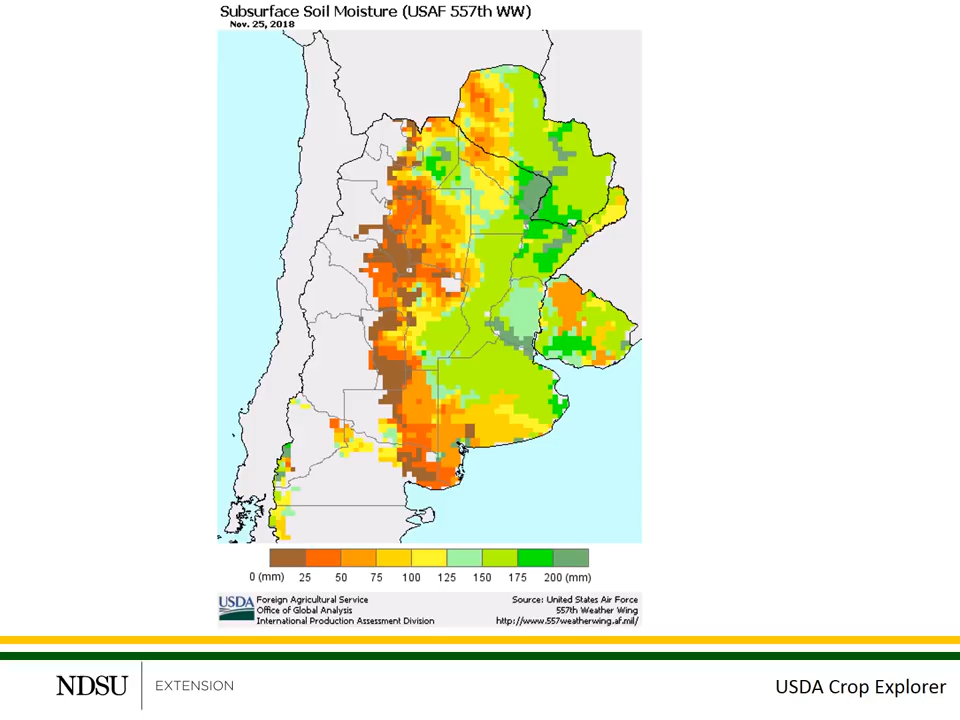 Subsurface Soil Moisture (USAF 557th WW)
Nov. 25, 2018
0 (mm) 25 50 75 100 125 150 175 200 (mm)
USDA
Foreign Agricultural Service
Office of Global Analysis
International Production Assessment Division
Source: United States Air Force
557th Weather Wing
http://www.557weatherwing.af.mil/
NDSU EXTENSION
USDA Crop Explorer